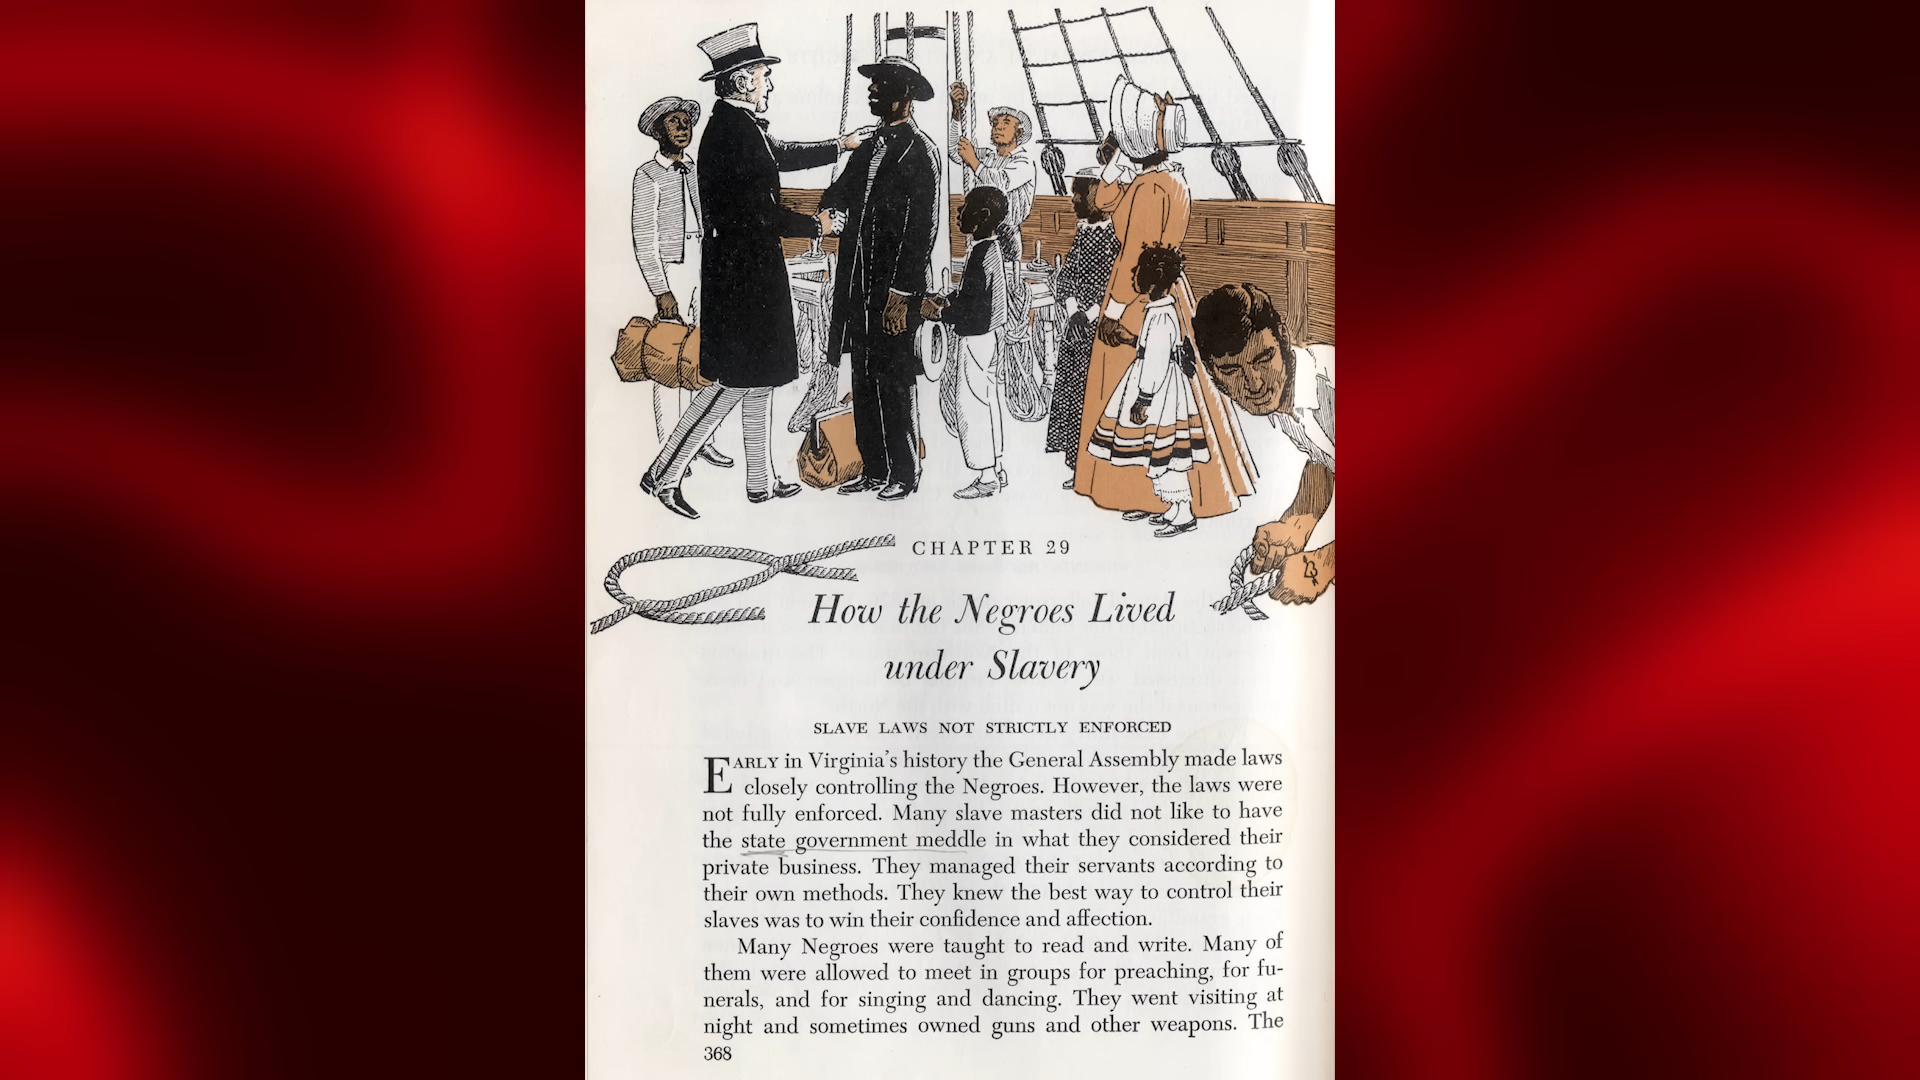 CHAPTER 29
How the Negroes Lived
under Slavery
SLAVE LAWS NOT STRICTLY ENFORCED
EARLY in Virginia's history the General Assembly made laws
closely controlling the Negroes. However, the laws were
not fully enforced. Many slave masters did not like to have
the state government meddle in what they considered their
private business. They managed their servants according to
their own methods. They knew the best way to control their
slaves was to win their confidence and affection.
Many Negroes were taught to read and write. Many of
them were allowed to meet in groups for preaching, for fu-
nerals, and for singing and dancing. They went visiting at
night and sometimes owned guns and other weapons. The
368